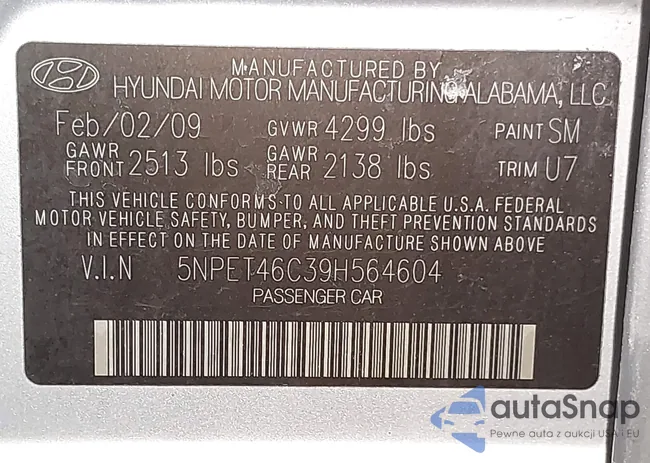 MANUFACTURED BY
HYUNDAI MOTOR MANUFACTURING ALABAMA, LLC
Feb/02/09 GVWR 4299 lbs PAINT SM
GAWR FRONT 2513 lbs GAWR REAR 2138 lbs TRIM U7
THIS VEHICLE CONFORMS TO ALL APPLICABLE U.S.A. FEDERAL
MOTOR VEHICLE SAFETY, BUMPER, AND THEFT PREVENTION STANDARDS
IN EFFECT ON THE DATE OF MANUFACTURE SHOWN ABOVE
V.I.N 5NPET46C39H564604
PASSENGER CAR
autaSnap
Pewne auta z aukcji USA i EU